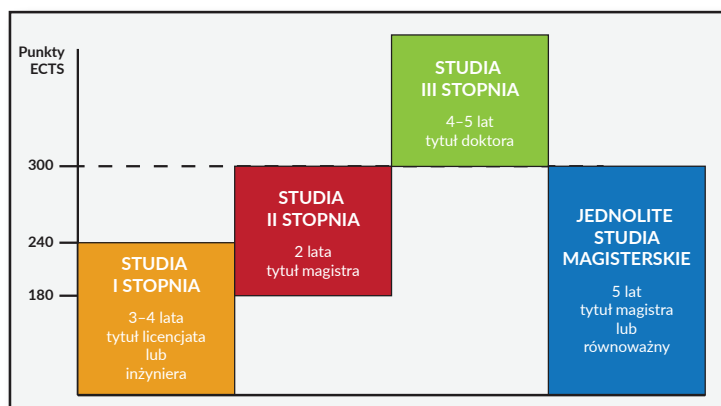 Punkty
ECTS
300
240
180
STUDIA
I STOPNIA
3–4 lata
tytuł licencjata
lub
inżyniera
STUDIA
II STOPNIA
2 lata
tytuł magistra
STUDIA
III STOPNIA
4–5 lat
tytuł doktora
JEDNOLITE
STUDIA
MAGISTERSKIE
5 lat
tytuł magistra
lub
równoważny